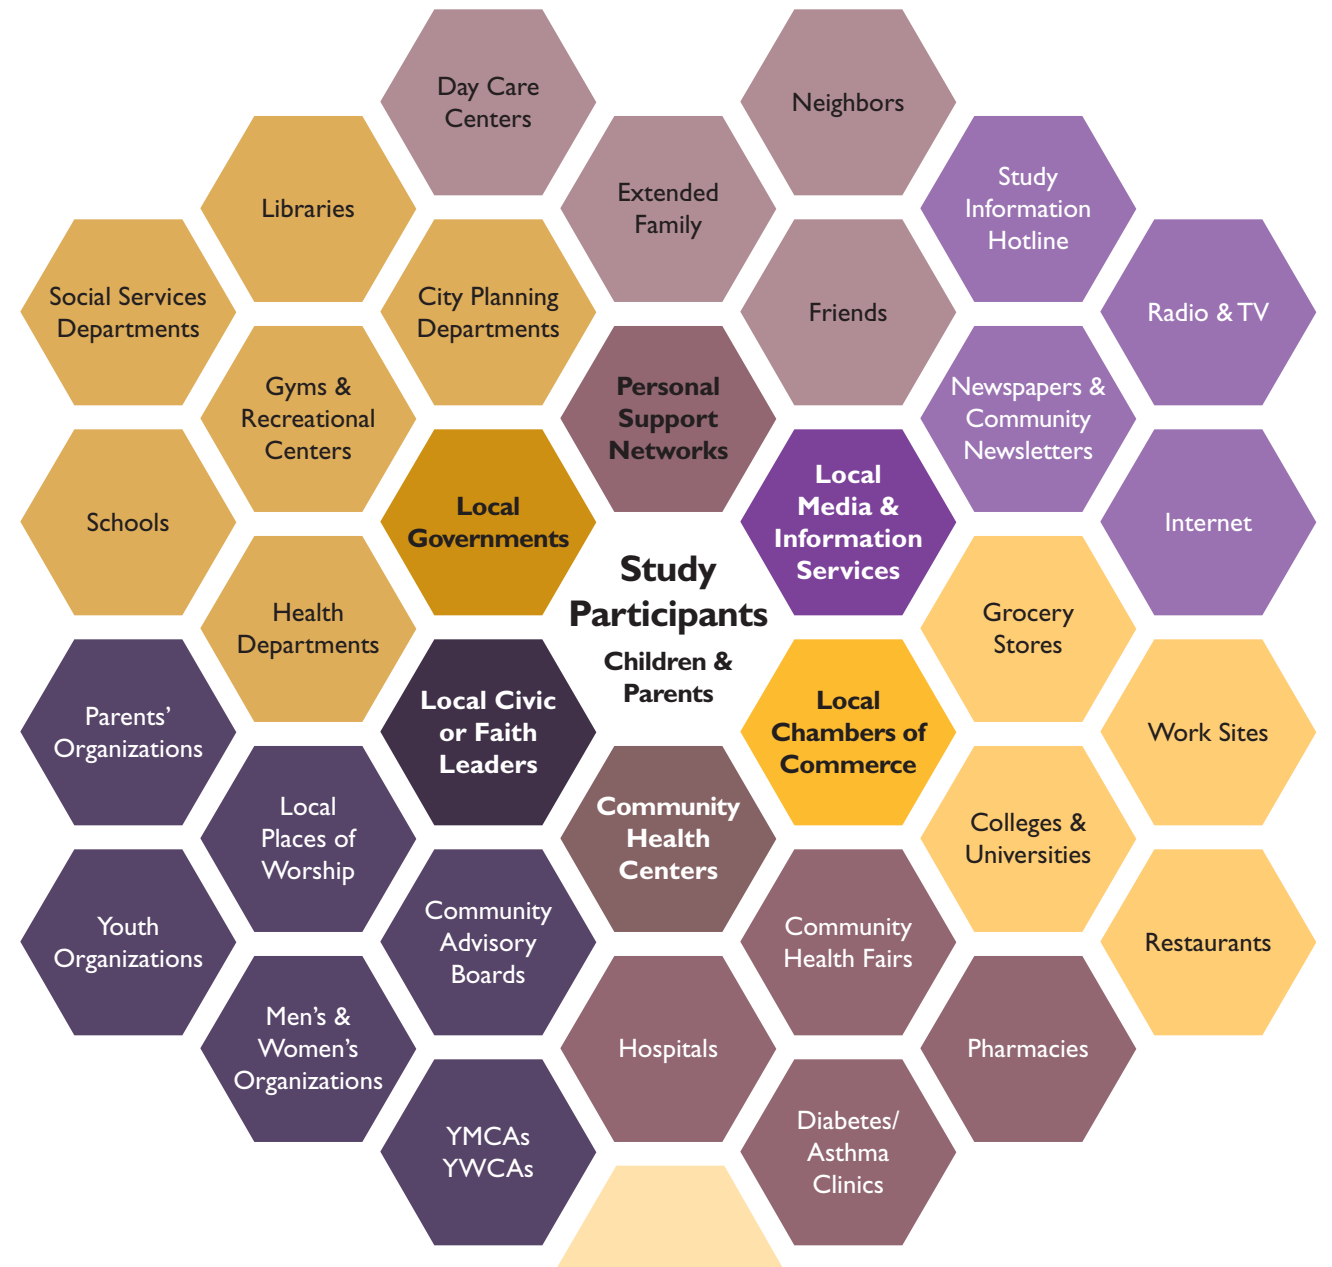 Day Care
Centers
Neighbors
Libraries
Extended
Family
Study
Information
Hotline
Social Services
Departments
City Planning
Departments
Friends
Radio & TV
Gyms &
Recreational
Centers
Personal
Support
Networks
Newspapers &
Community
Newsletters
Schools
Local
Governments
Local
Media &
Information
Services
Internet
Study
Participants
Children &
Parents
Health
Departments
Grocery
Stores
Parents’
Organizations
Local Civic
or Faith
Leaders
Local
Chambers of
Commerce
Work Sites
Local
Places of
Worship
Community
Health
Centers
Colleges &
Universities
Youth
Organizations
Community
Advisory
Boards
Community
Health Fairs
Restaurants
Men’s &
Women’s
Organizations
Hospitals
Pharmacies
YMCAs
YWCAs
Diabetes/
Asthma
Clinics